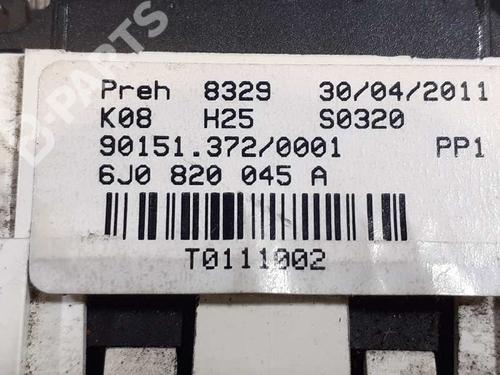 Preh 8329 30/04/2011
K08 H25 S0320
90151.372/0001 PP1
6J0 820 045 A
T0111002
B-PARTS